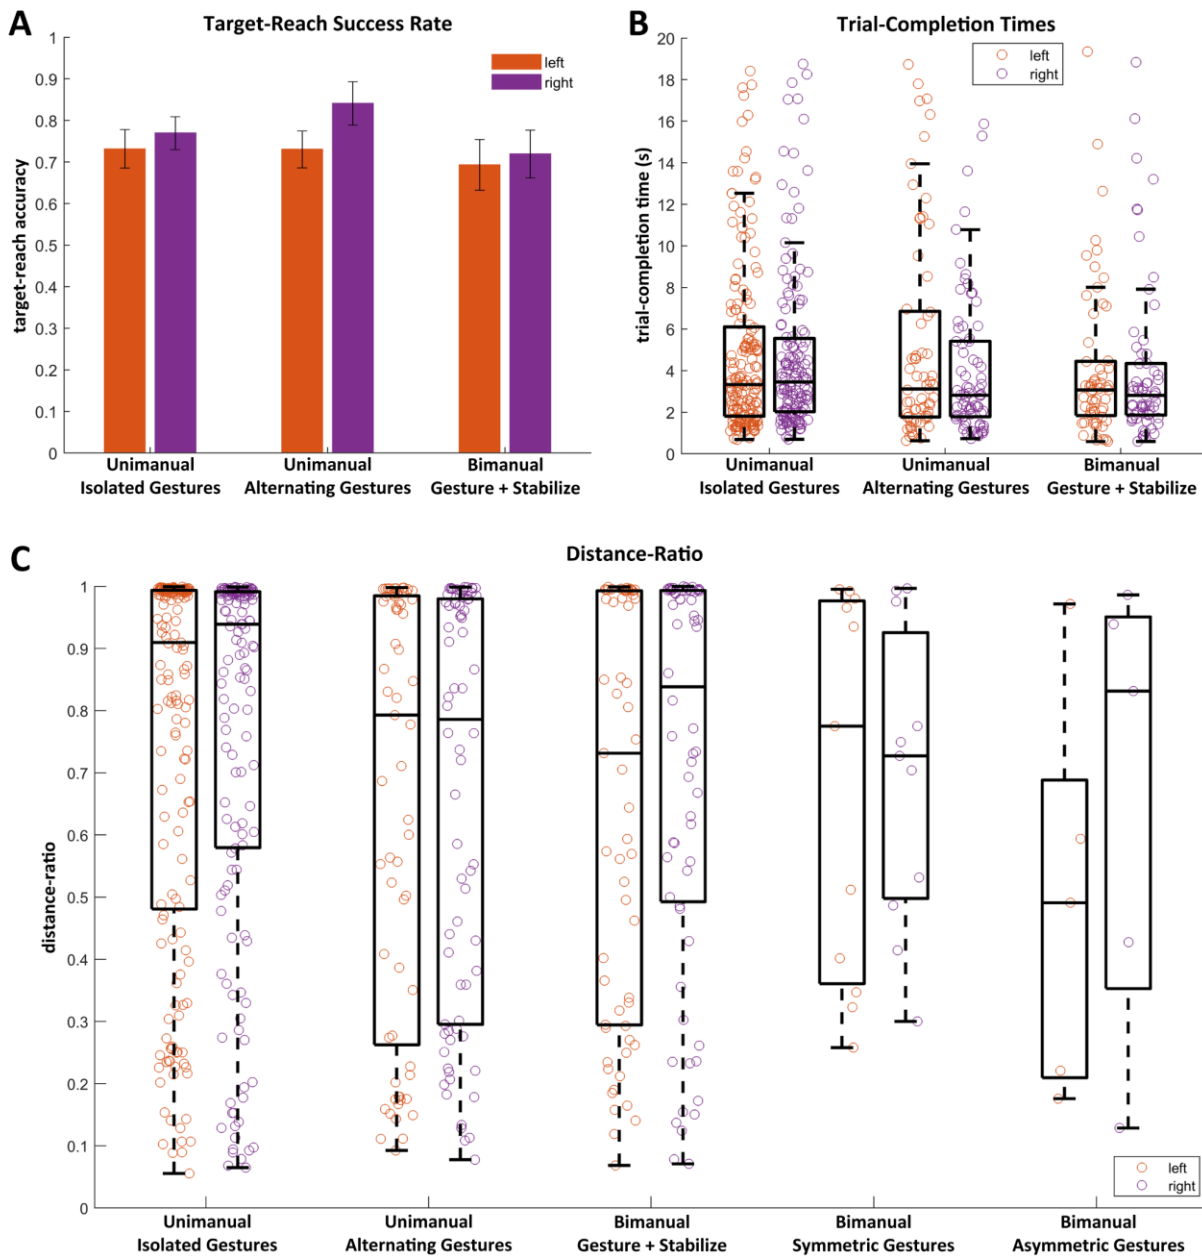 A
Target-Reach Success Rate
1
0.9
0.8
0.7
0.6
0.5
0.4
0.3
0.2
0.1
0
target-reach accuracy
left
right
Unimanual
Isolated Gestures
Unimanual
Alternating Gestures
Bimanual
Gesture + Stabilize
B
Trial-Completion Times
20
18
16
14
12
10
8
6
4
2
0
trial-completion time (s)
left
right
Unimanual
Isolated Gestures
Unimanual
Alternating Gestures
Bimanual
Gesture + Stabilize
C
Distance-Ratio
1
0.9
0.8
0.7
0.6
0.5
0.4
0.3
0.2
0.1
0
distance-ratio
left
right
Unimanual
Isolated Gestures
Unimanual
Alternating Gestures
Bimanual
Gesture + Stabilize
Bimanual
Symmetric Gestures
Bimanual
Asymmetric Gestures